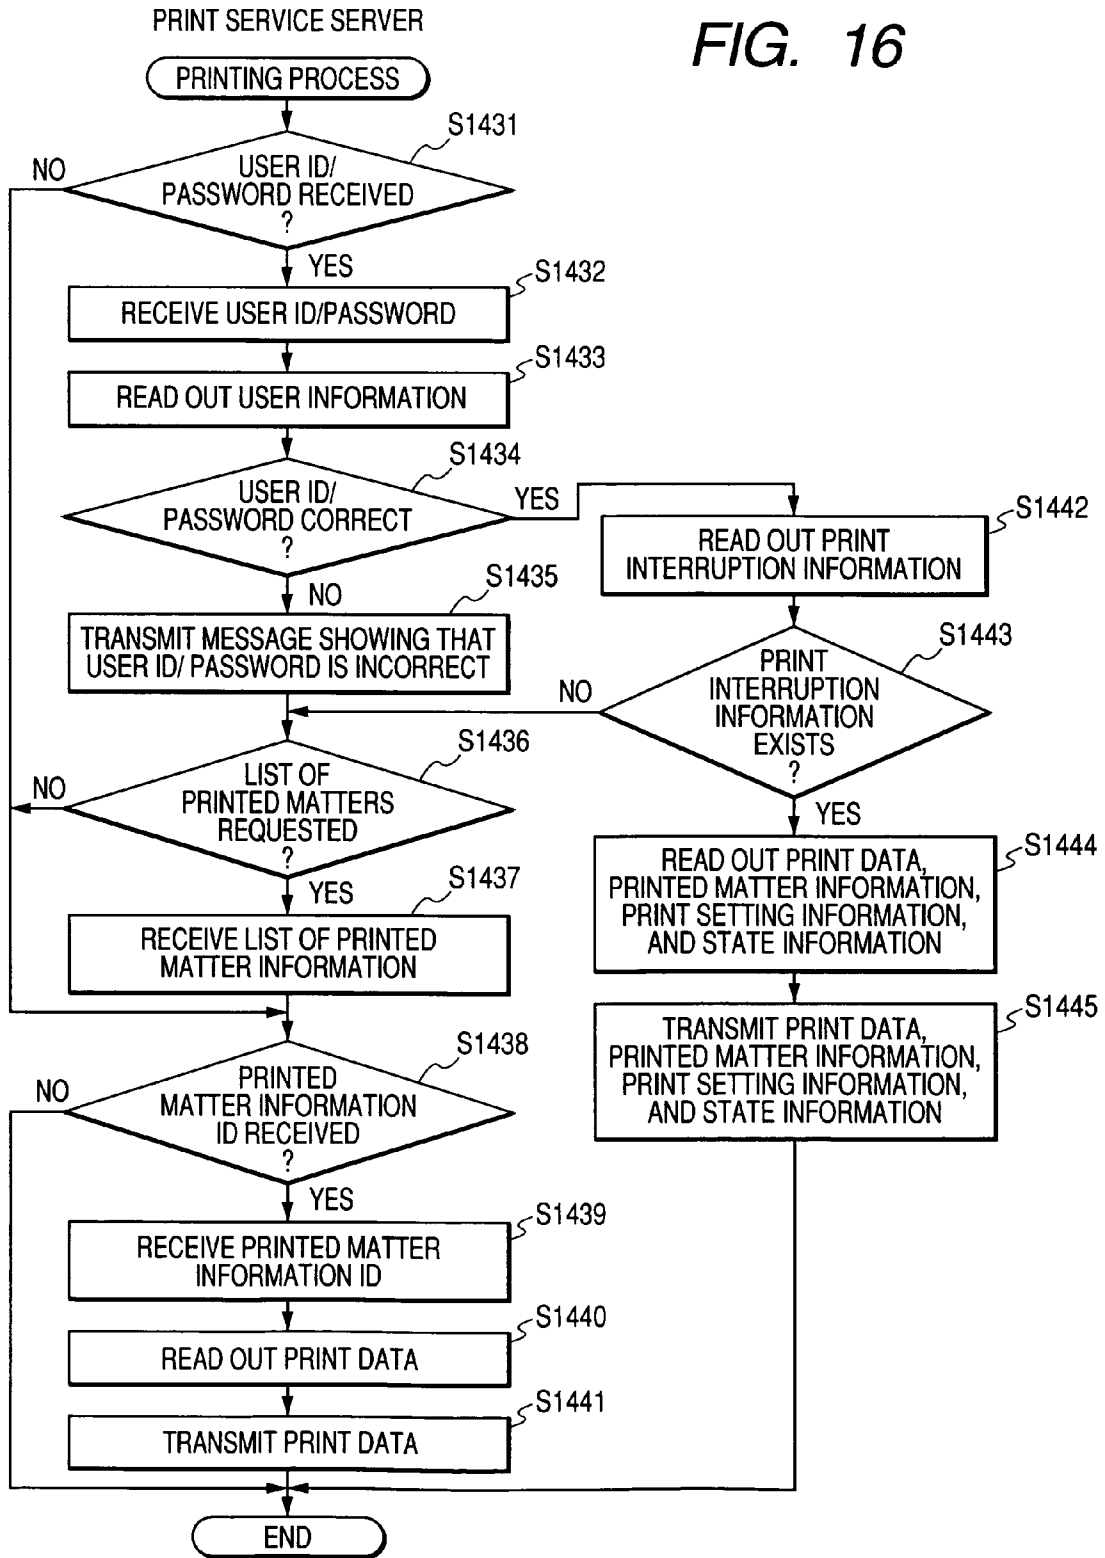 PRINT SERVICE SERVER
FIG. 16
PRINTING PROCESS
S1431
NO
USER ID/
PASSWORD RECEIVED
?
YES
S1432
RECEIVE USER ID/PASSWORD
S1433
READ OUT USER INFORMATION
S1434
USER ID/
PASSWORD CORRECT
?
YES
NO
S1435
TRANSMIT MESSAGE SHOWING THAT
USER ID/ PASSWORD IS INCORRECT
S1442
READ OUT PRINT
INTERRUPTION INFORMATION
S1443
PRINT
INTERRUPTION
INFORMATION
EXISTS
?
NO
YES
S1444
READ OUT PRINT DATA,
PRINTED MATTER INFORMATION,
PRINT SETTING INFORMATION,
AND STATE INFORMATION
S1445
TRANSMIT PRINT DATA,
PRINTED MATTER INFORMATION,
PRINT SETTING INFORMATION,
AND STATE INFORMATION
S1436
NO
LIST OF
PRINTED MATTERS
REQUESTED
?
YES
S1437
RECEIVE LIST OF PRINTED
MATTER INFORMATION
S1438
NO
PRINTED
MATTER INFORMATION
ID RECEIVED
?
YES
S1439
RECEIVE PRINTED MATTER
INFORMATION ID
S1440
READ OUT PRINT DATA
S1441
TRANSMIT PRINT DATA
END